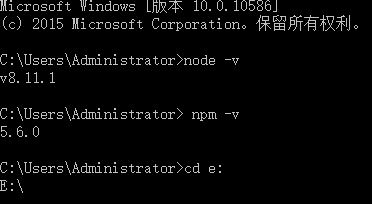 Microsoft Windows [版本 10.0.10586]
(c) 2015 Microsoft Corporation。保留所有权利。
C:\Users\Administrator>node -v
v8.11.1
C:\Users\Administrator> npm -v
5.6.0
C:\Users\Administrator>cd e:
E:\